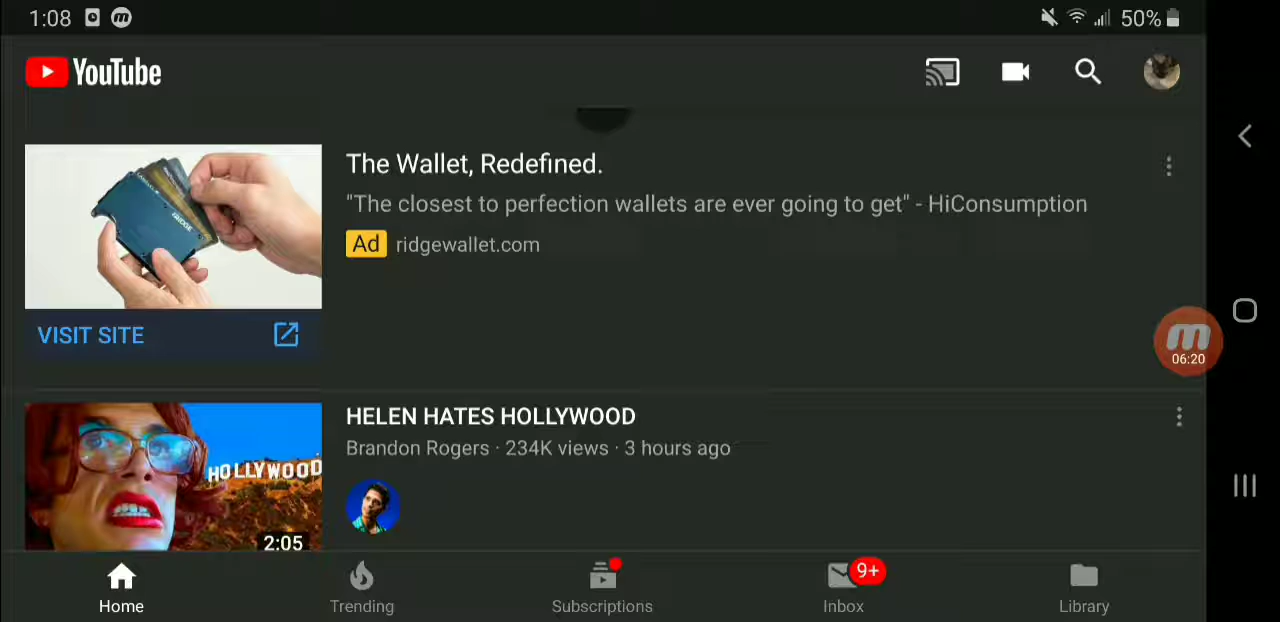 1:08
50%
YouTube
The Wallet, Redefined.
"The closest to perfection wallets are ever going to get" - HiConsumption
Ad ridgewallet.com
RIDGE
VISIT SITE
06:20
HELEN HATES HOLLYWOOD
Brandon Rogers · 234K views · 3 hours ago
HOLLYWOOD
2:05
9+
Home
Trending
Subscriptions
Inbox
Library